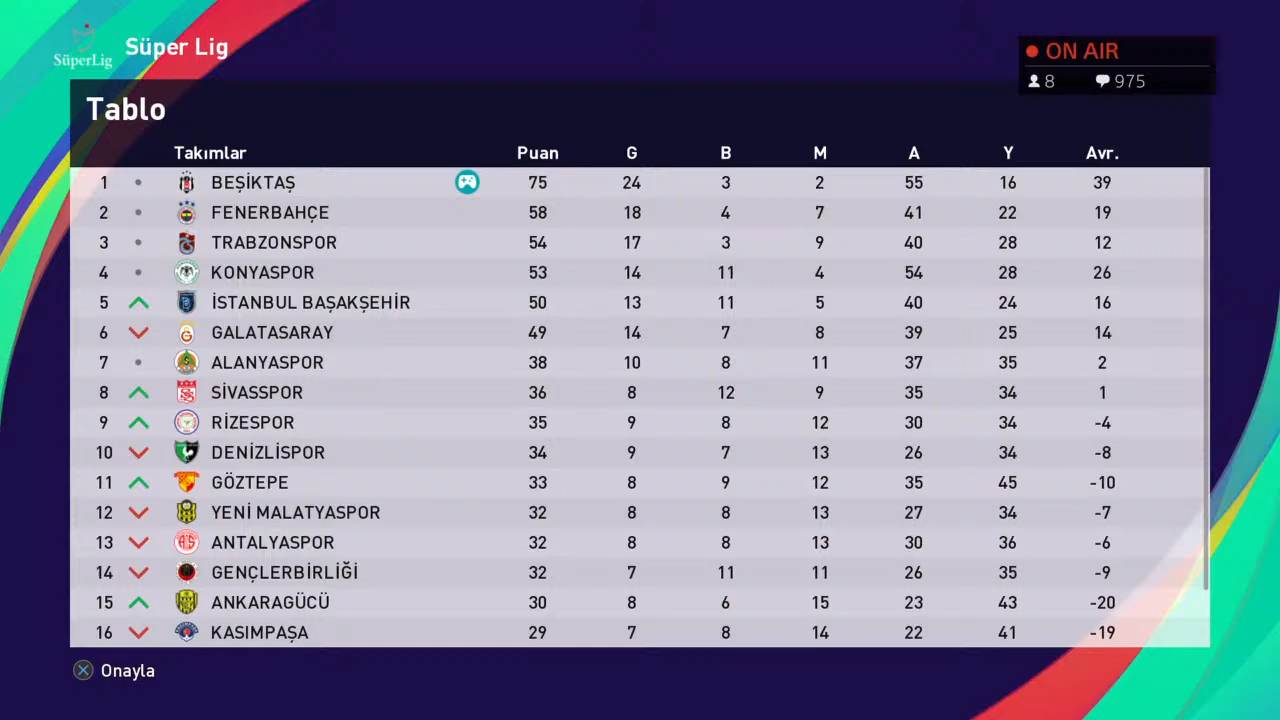 SüperLig
Süper Lig
ON AIR
8 975
Tablo
Takımlar Puan G B M A Y Avr.
1 BEŞİKTAŞ 75 24 3 2 55 16 39
2 FENERBAHÇE 58 18 4 7 41 22 19
3 TRABZONSPOR 54 17 3 9 40 28 12
4 KONYASPOR 53 14 11 4 54 28 26
5 İSTANBUL BAŞAKŞEHİR 50 13 11 5 40 24 16
6 GALATASARAY 49 14 7 8 39 25 14
7 ALANYASPOR 38 10 8 11 37 35 2
8 SİVASSPOR 36 8 12 9 35 34 1
9 RİZESPOR 35 9 8 12 30 34 -4
10 DENİZLİSPOR 34 9 7 13 26 34 -8
11 GÖZTEPE 33 8 9 12 35 45 -10
12 YENİ MALATYASPOR 32 8 8 13 27 34 -7
13 ANTALYASPOR 32 8 8 13 30 36 -6
14 GENÇLERBİRLİĞİ 32 7 11 11 26 35 -9
15 ANKARAGÜCÜ 30 8 6 15 23 43 -20
16 KASIMPAŞA 29 7 8 14 22 41 -19
Onayla